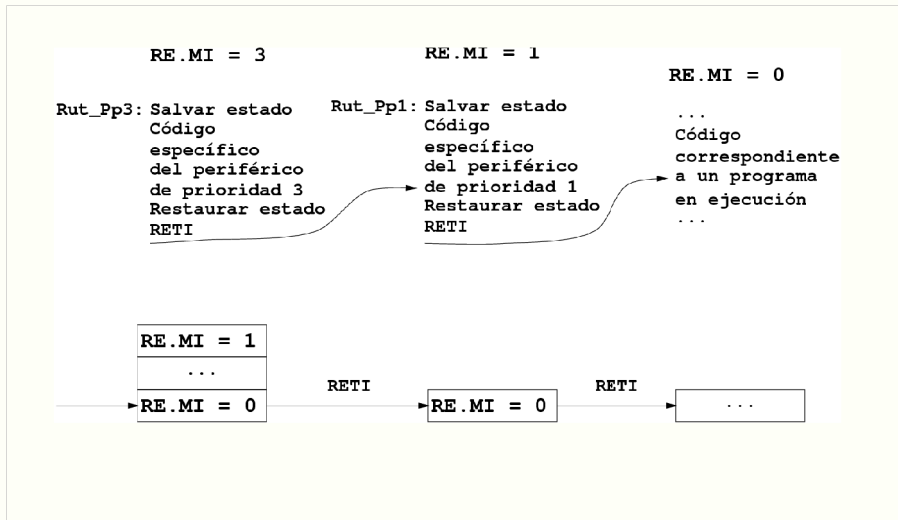 RE.MI = 3
Rut_Pp3: Salvar estado
Código
específico
del periférico
de prioridad 3
Restaurar estado
RETI
RE.MI = 1
Rut_Pp1: Salvar estado
Código
específico
del periférico
de prioridad 1
Restaurar estado
RETI
RE.MI = 0
...
Código
correspondiente
a un programa
en ejecución
...
RE.MI = 1
...
RE.MI = 0
RETI
RE.MI = 0
RETI
...